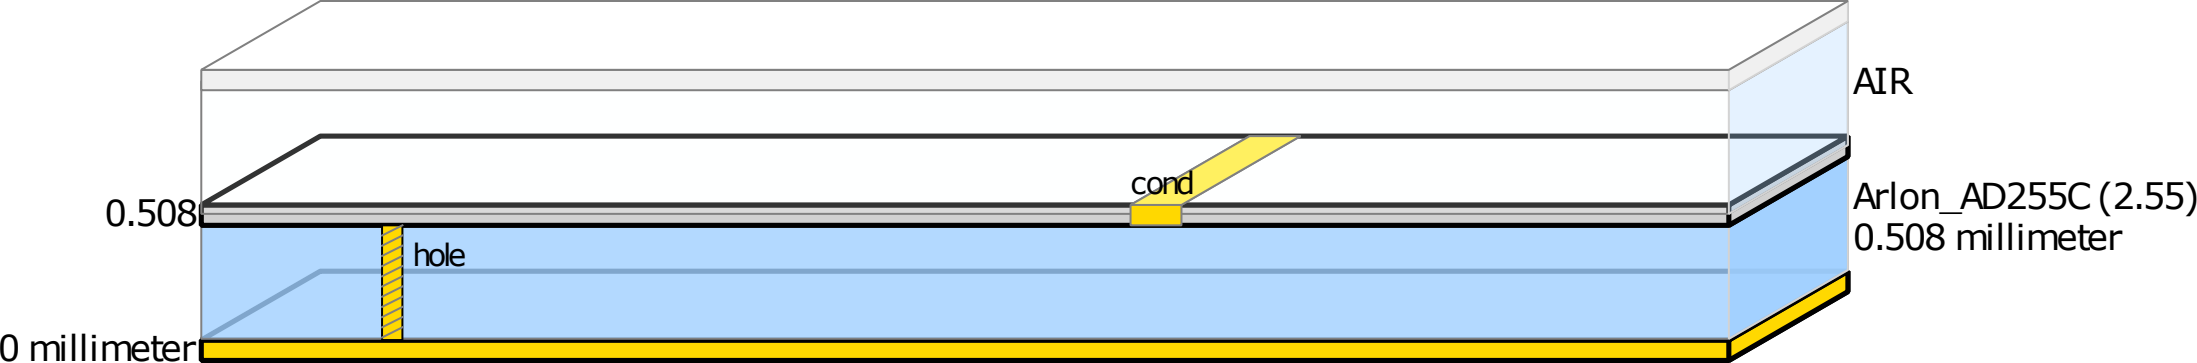 AIR
cond
Arlon_AD255C (2.55)
0.508
0.508 millimeter
hole
0 millimeter